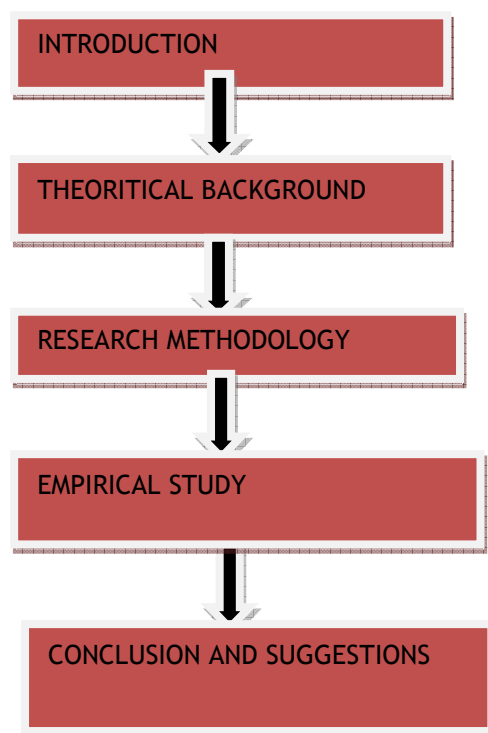 INTRODUCTION
THEORITICAL BACKGROUND
RESEARCH METHODOLOGY
EMPIRICAL STUDY
CONCLUSION AND SUGGESTIONS